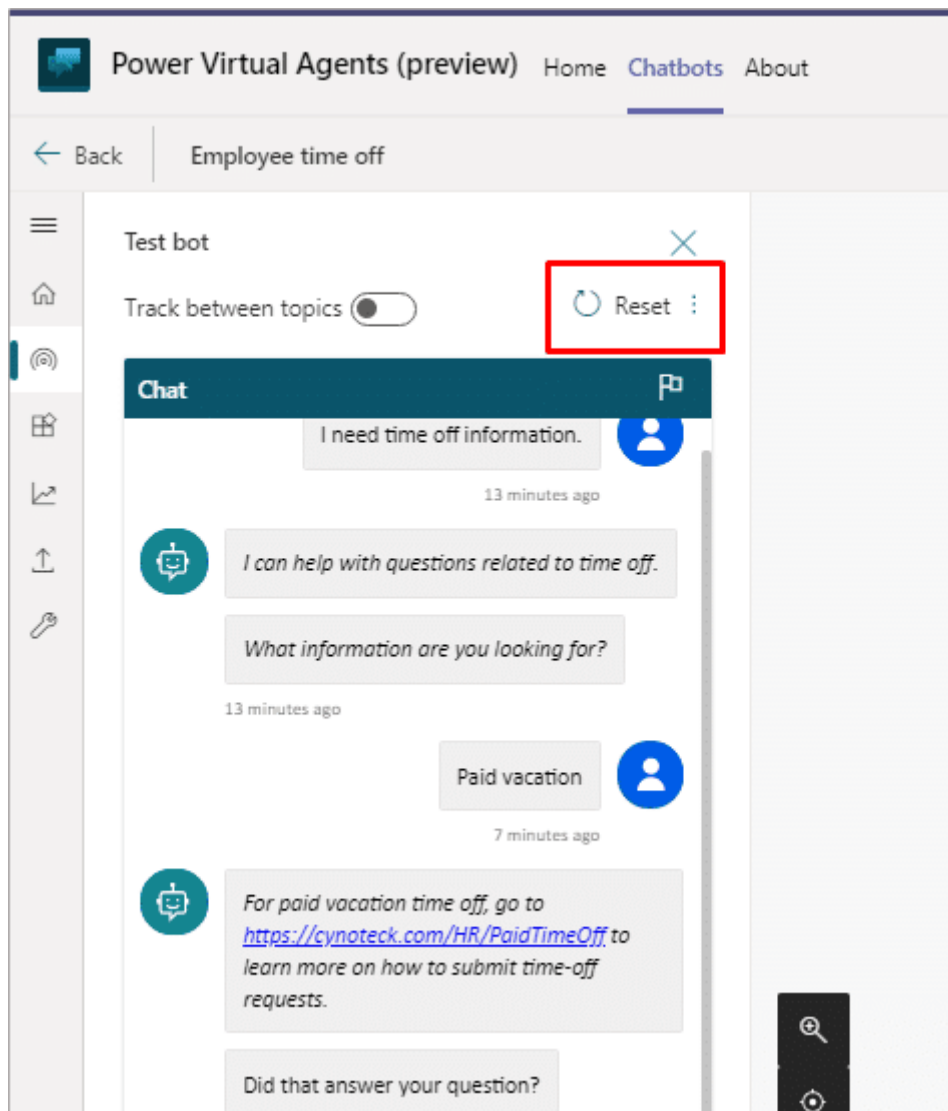 Power Virtual Agents (preview) Home Chatbots About
Back Employee time off
Test bot
Track between topics Reset
Chat
I need time off information.
13 minutes ago
I can help with questions related to time off.
What information are you looking for?
13 minutes ago
Paid vacation
7 minutes ago
For paid vacation time off, go to
https://cynoteck.com/HR/PaidTimeOff to
learn more on how to submit time-off
requests.
Did that answer your question?